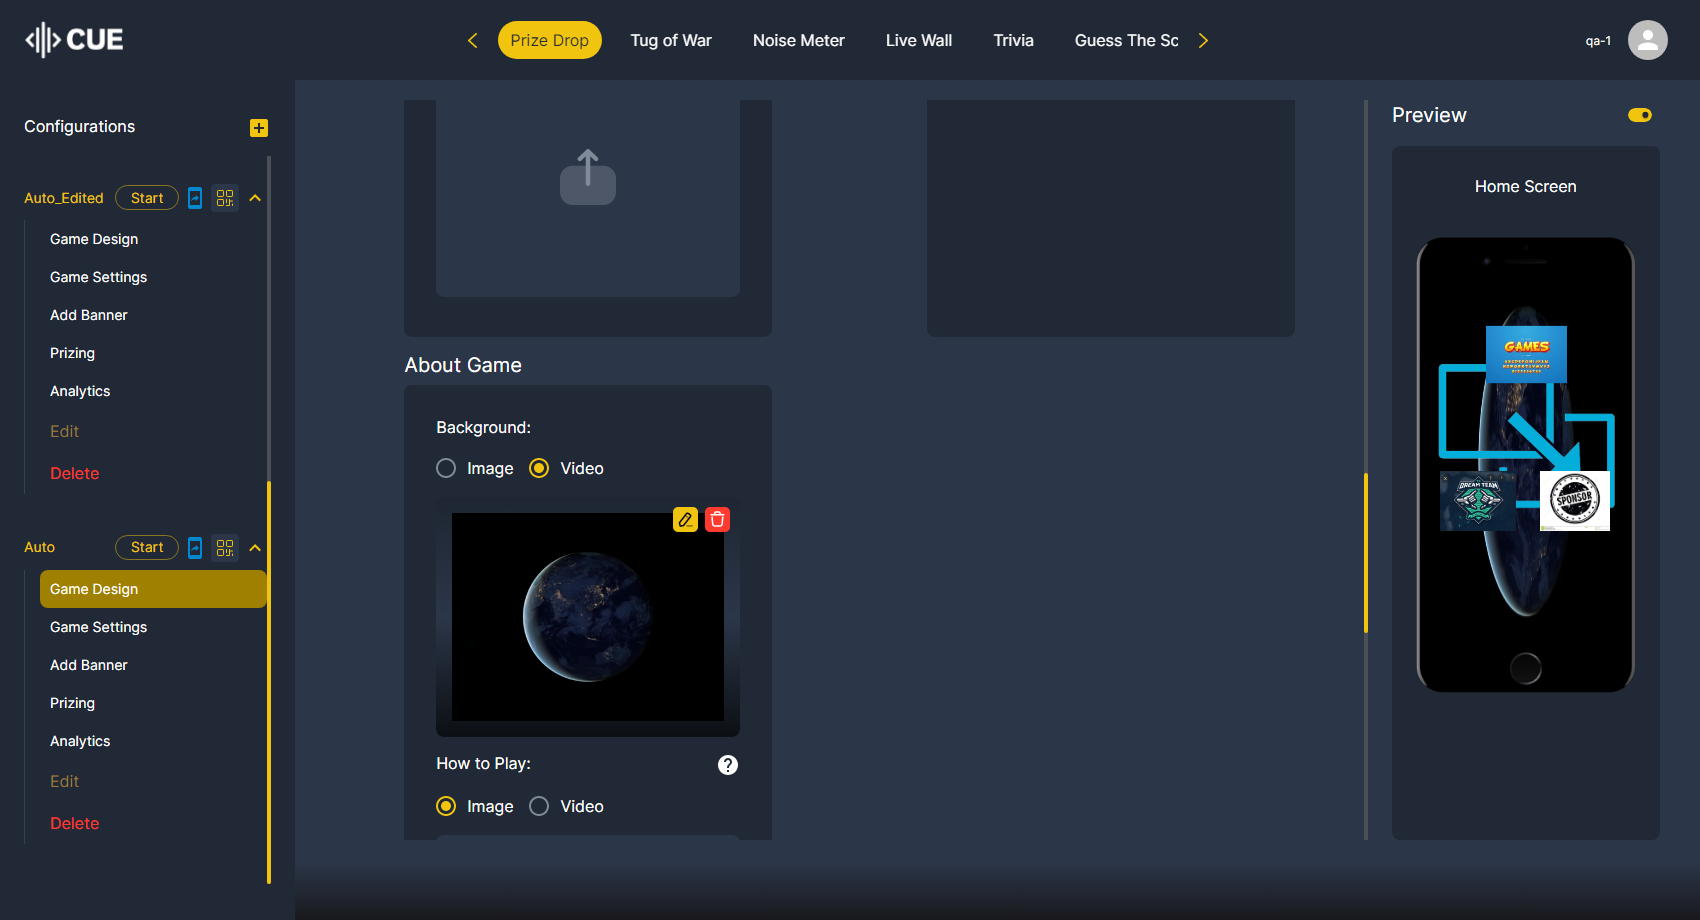 CUE
Prize Drop
Tug of War
Noise Meter
Live Wall
Trivia
Guess The Sc
qa-1
Configurations
Auto_Edited
Start
Game Design
Game Settings
Add Banner
Prizing
Analytics
Edit
Delete
Auto
Start
Game Design
Game Settings
Add Banner
Prizing
Analytics
Edit
Delete
About Game
Background:
Image
Video
How to Play:
?
Image
Video
Preview
Home Screen
GAMES
DREAM TEAM
SPONSOR